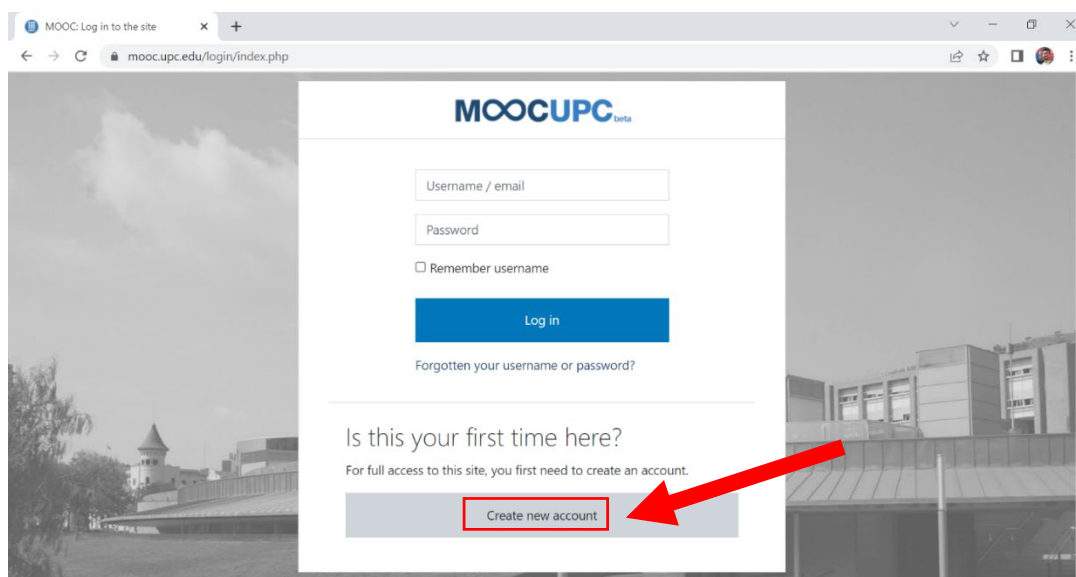 MOOC: Log in to the site
mooc.upc.edu/login/index.php
MOOCUPC beta
Username / email
Password
Remember username
Log in
Forgotten your username or password?
Is this your first time here?
For full access to this site, you first need to create an account.
Create new account